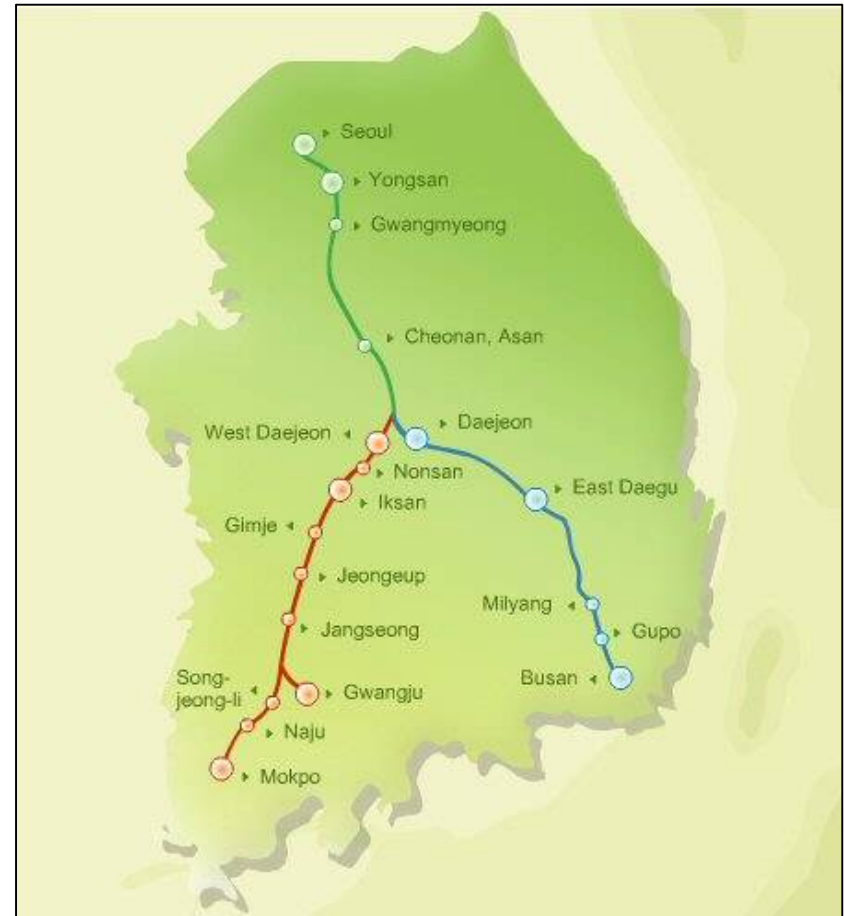 Seoul
Yongsan
Gwangmyeong
Cheonan, Asan
Daejeon
West Daejeon
Nonsan
East Daegu
Iksan
Gimje
Jeongeup
Milyang
Jangseong
Gupo
Song-
jeong-li
Busan
Gwangju
Naju
Mokpo